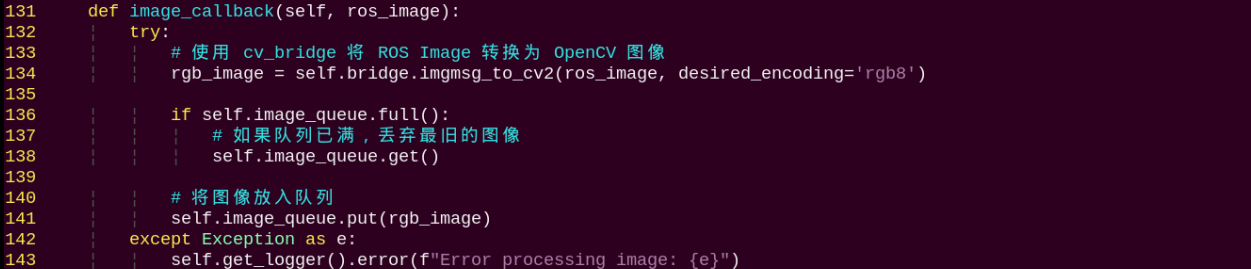 131     def image_callback(self, ros_image):
132         try:
133             # 使用 cv_bridge 将 ROS Image 转换为 OpenCV 图像
134             rgb_image = self.bridge.imgmsg_to_cv2(ros_image, desired_encoding='rgb8')
135
136             if self.image_queue.full():
137                 # 如果队列已满，丢弃最旧的图像
138                 self.image_queue.get()
139
140             # 将图像放入队列
141             self.image_queue.put(rgb_image)
142         except Exception as e:
143             self.get_logger().error(f"Error processing image: {e}")